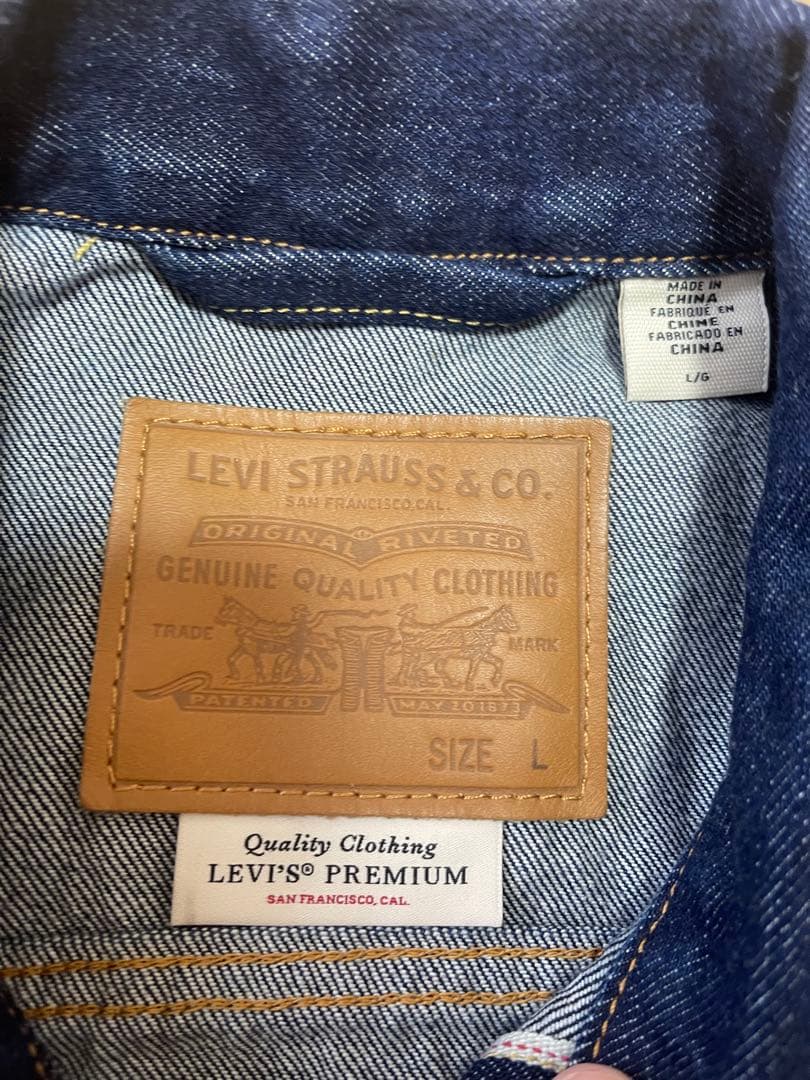 MADE IN
CHINA
FABRIQUE EN
CHINE
FABRICADO EN
CHINA
L/G
LEVI STRAUSS & CO.
SAN FRANCISCO, CAL.
ORIGINAL RIVETED
GENUINE QUALITY CLOTHING
TRADE MARK
PATENTED MAY 20 1873
SIZE L
Quality Clothing
LEVI'S® PREMIUM
SAN FRANCISCO, CAL.